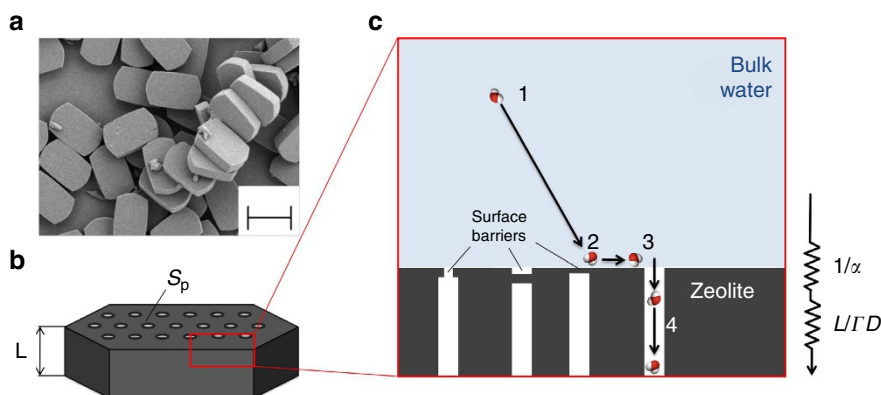 a
b
S_p
L
c
Bulk
water
1
Surface
barriers
2
3
Zeolite
4
1/α
L/ΓD